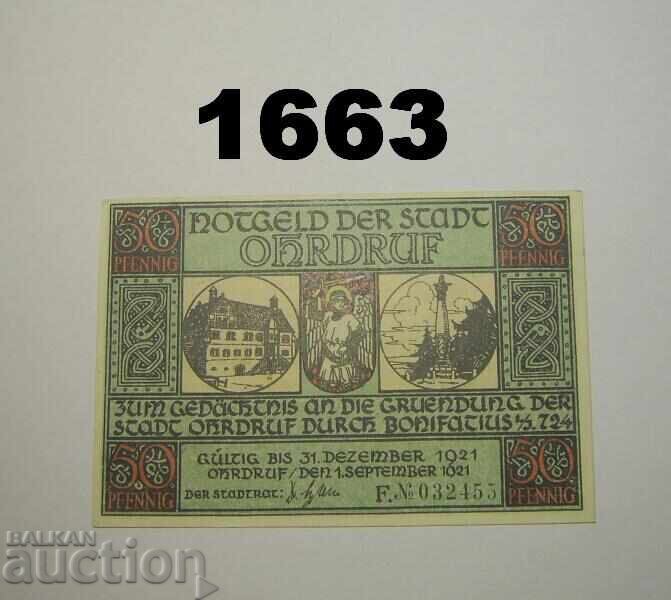 1663
50 PFENNIG
NOTGELD DER STADT
OHRDRUF
50 PFENNIG
ZUM GEDÄCHTNIS AN DIE GRUENDUNG DER
STADT OHRDRUF DURCH BONIFATIUS 724
50 PFENNIG
GÜLTIG BIS 31. DEZEMBER 1921
OHRDRUF/DEN 1. SEPTEMBER 1921
DER STADTRAT:
F. № 032455
50 PFENNIG
БАЛКАН
auction